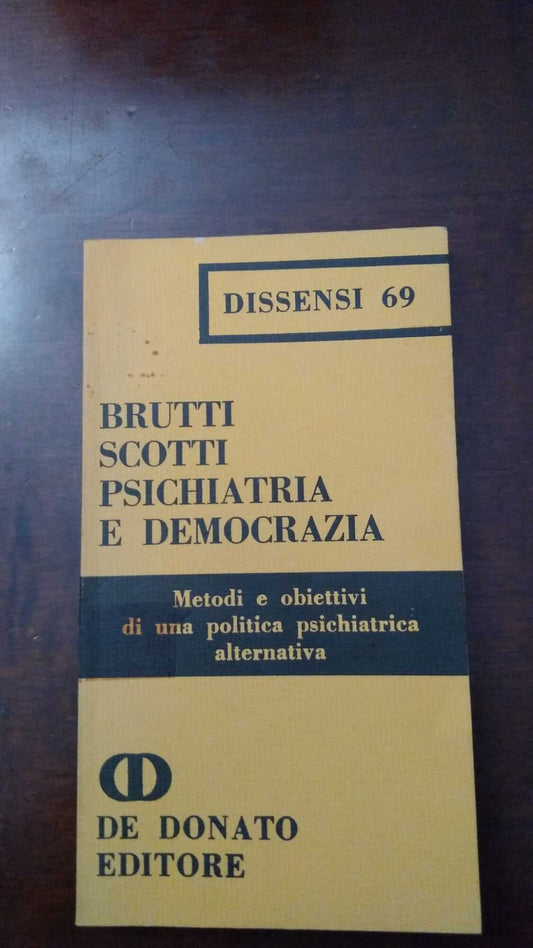 DISSENSI 69
BRUTTI
SCOTTI
PSICHIATRIA
E DEMOCRAZIA
Metodi e obiettivi
di una politica psichiatrica
alternativa
DE DONATO
EDITORE